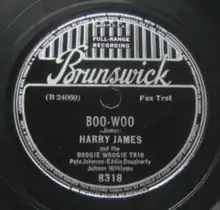 FULL-RANGE
RECORDING
Brunswick
(B 24060) Fox Trot
BOO-WOO
-James-
HARRY JAMES
and the
BOOGIE WOOGIE TRIO
Pete Johnson-Eddie Dougherty
Johnny Williams
8318